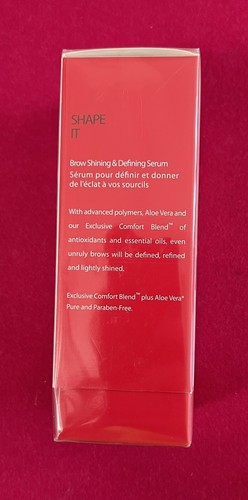 SHAPE
IT
Brow Shining & Defining Serum
Sérum pour définir et donner
de l'éclat à vos sourcils
With advanced polymers, Aloe Vera and
our Exclusive Comfort Blend™ of
antioxidants and essential oils, even
unruly brows will be defined, refined
and lightly shined.
Exclusive Comfort Blend™ plus Aloe Vera*
Pure and Paraben-Free.